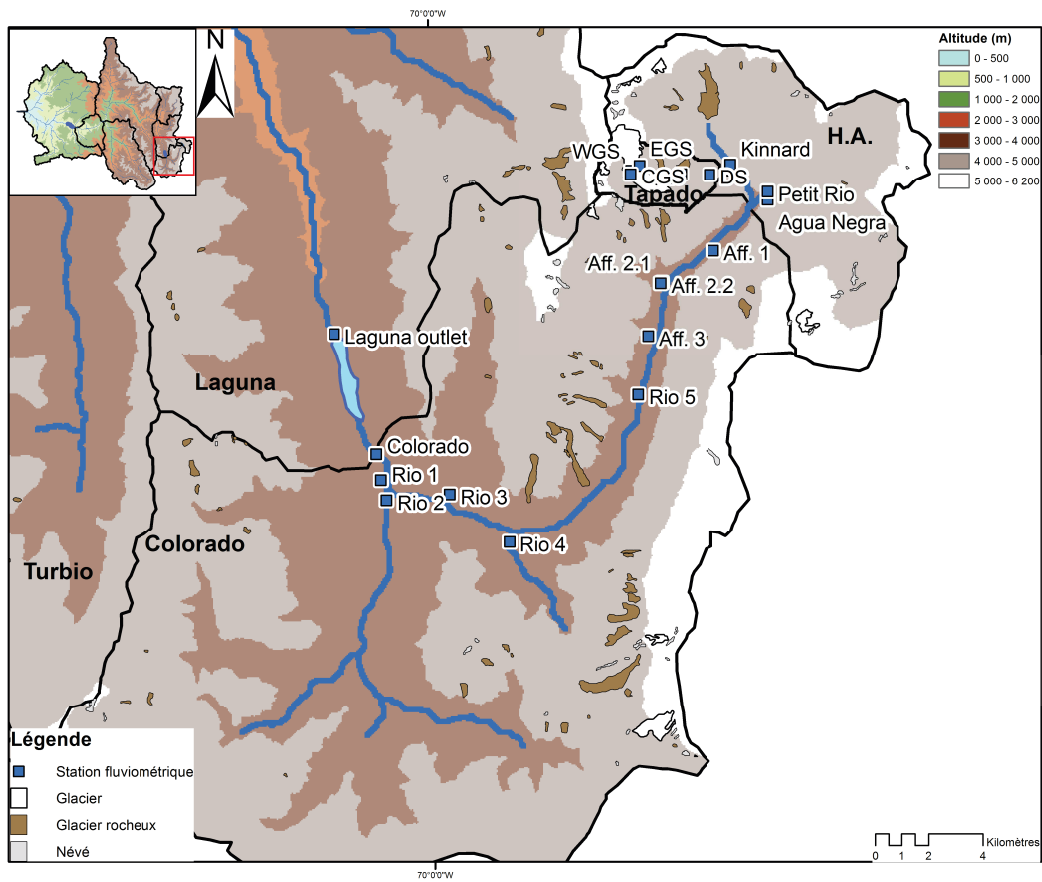 70°0'0"W
N
Altitude (m)
0 - 500
500 - 1 000
1 000 - 2 000
2 000 - 3 000
3 000 - 4 000
4 000 - 5 000
5 000 - 6 200
H.A.
WGS
EGS
Kinnard
CGS
DS
Tapado
Petit Rio
Agua Negra
Aff. 1
Aff. 2.1
Aff. 2.2
Aff. 3
Laguna outlet
Laguna
Rio 5
Colorado
Rio 1
Rio 2
Rio 3
Rio 4
Colorado
Turbio
Légende
Station fluviométrique
Glacier
Glacier rocheux
Névé
Kilomètres
0 1 2 4
70°0'0"W